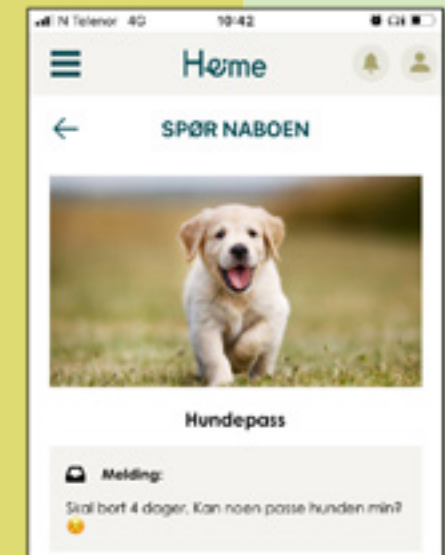 N Telenor 4G 10:42
Heme
SPØR NABOEN
Hundepass
Melding:
Skal bort 4 dager. Kan noen passe hunden min?